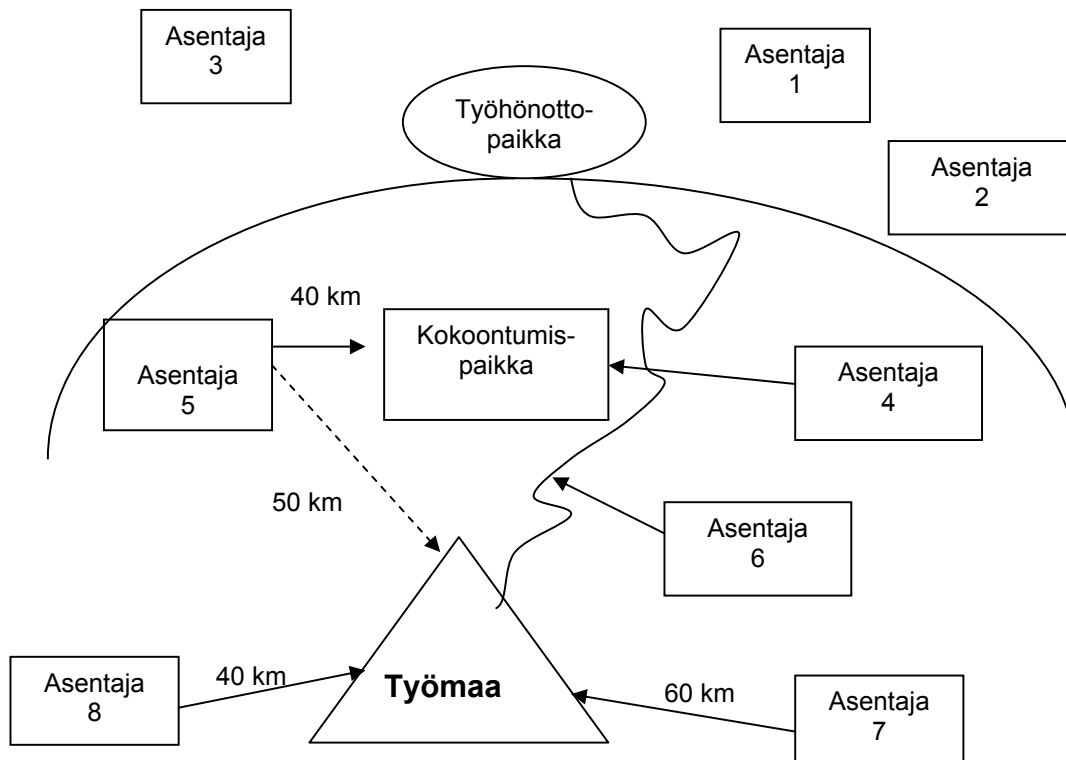 Asentaja
3
Asentaja
1
Työhönotto-
paikka
Asentaja
2
40 km
Kokoontumis-
paikka
Asentaja
5
Asentaja
4
50 km
Asentaja
6
Asentaja
8
40 km
Työmaa
60 km
Asentaja
7